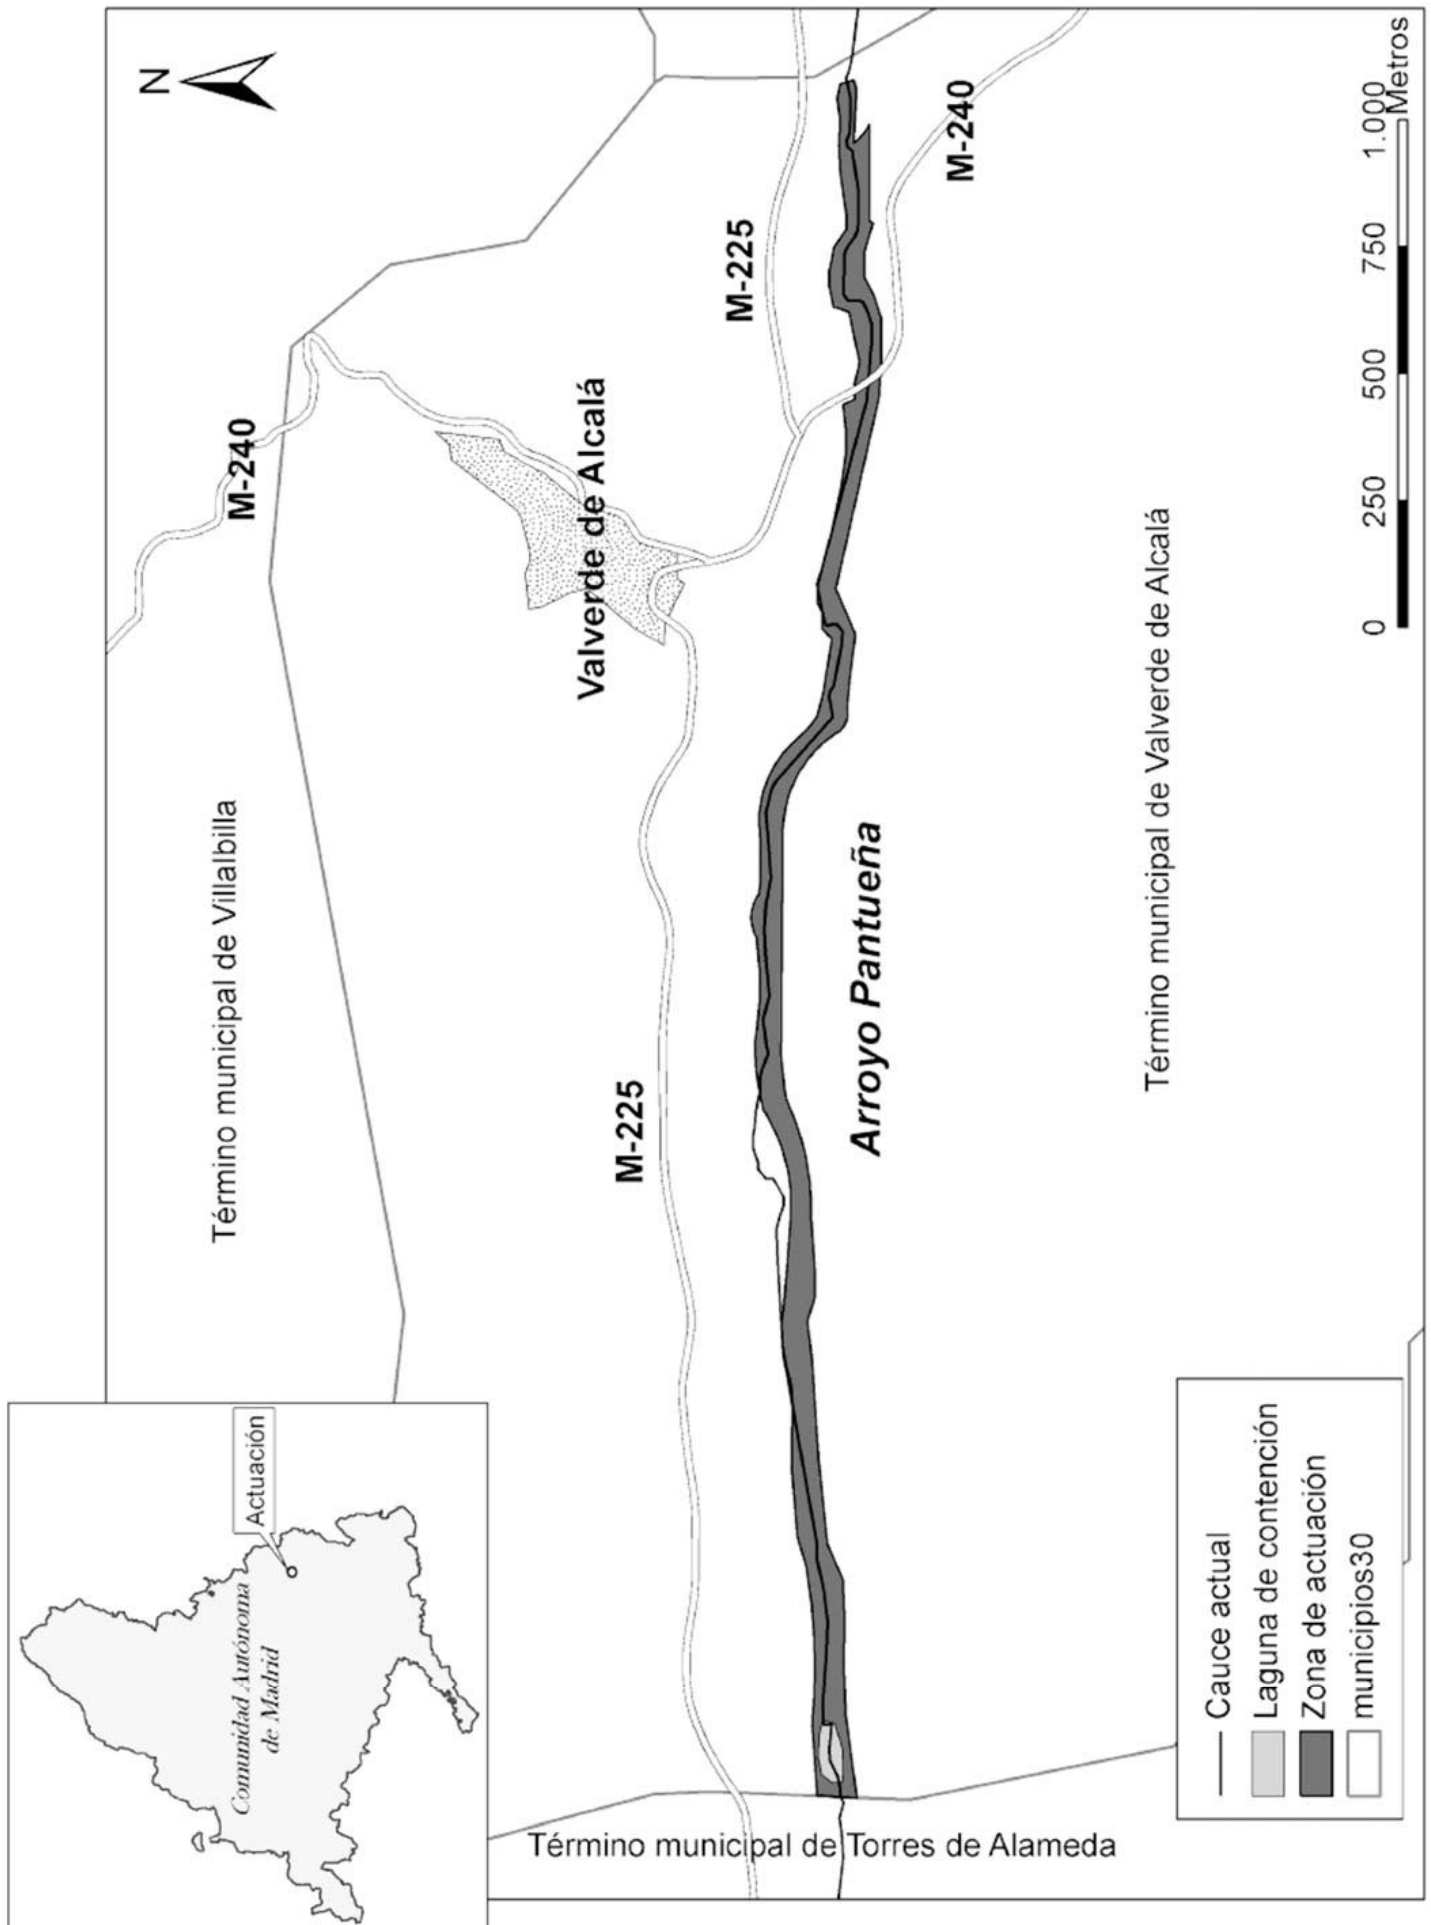 Comunidad Autónoma
de Madrid
Actuación
N
Término municipal de Villalbilla
M-240
Valverde de Alcalá
M-225
M-225
Arroyo Pantueña
M-240
Término municipal de Torres de Alameda
Término municipal de Valverde de Alcalá
Cauce actual
Laguna de contención
Zona de actuación
municipios30
0 250 500 750 1.000
Metros